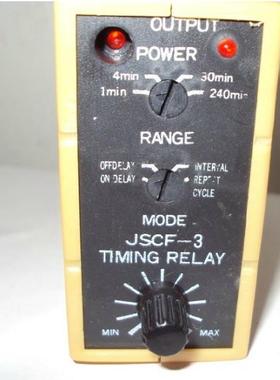 OUTPUT
POWER
4min 30min
1min 240min
RANGE
OFFDELAY INTERVAL
ON DELAY REPEAT
CYCLE
MODE
JSCF-3
TIMING RELAY
MIN MAX